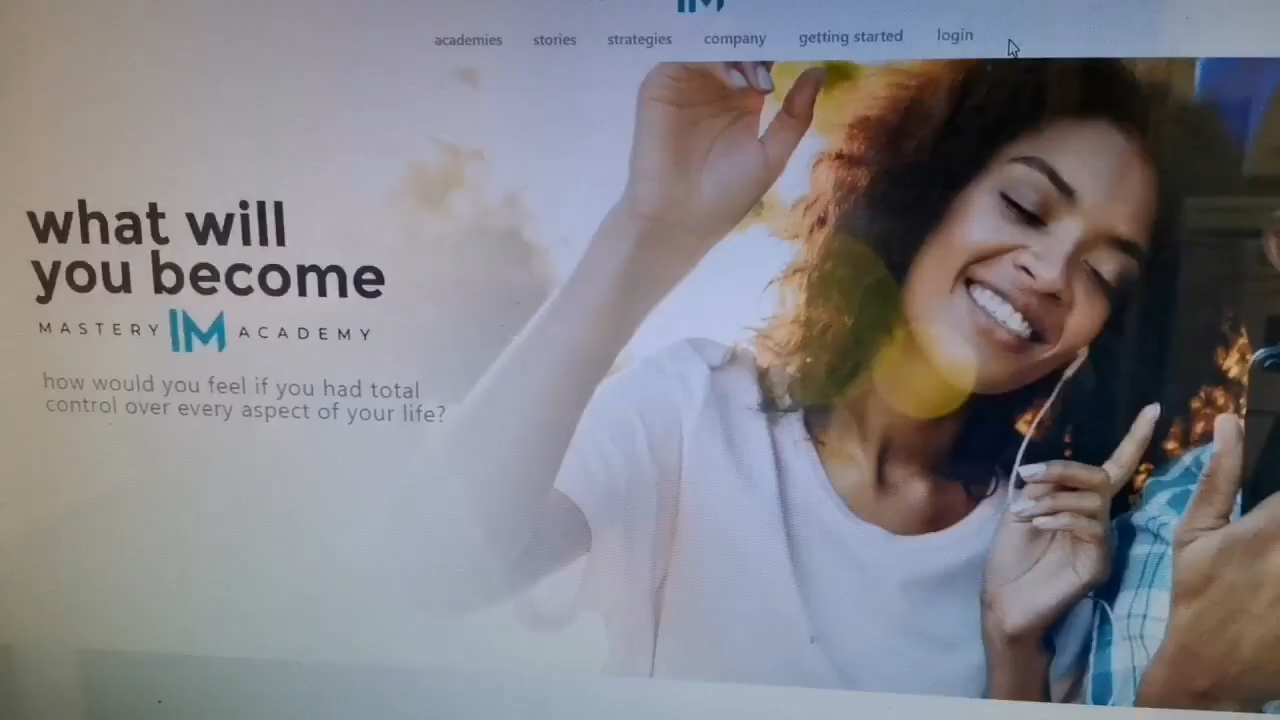 IM
academies stories strategies company getting started login
what will
you become
MASTERY IM ACADEMY
how would you feel if you had total
control over every aspect of your life?